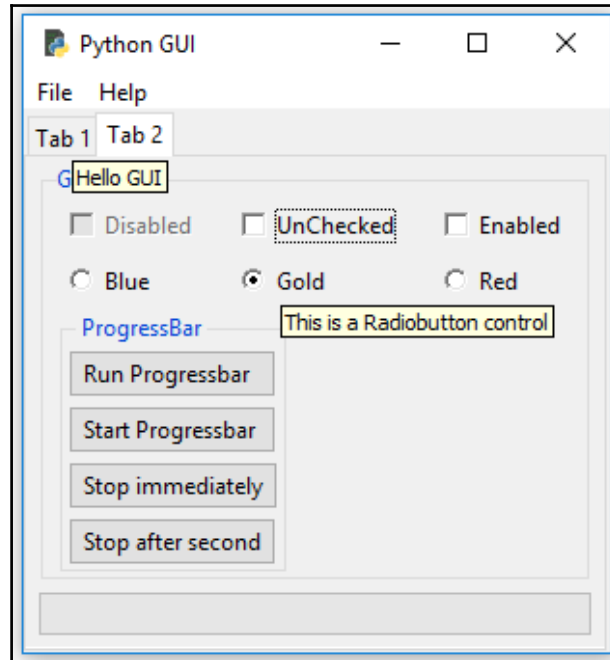 Python GUI
File Help
Tab 1 Tab 2
G Hello GUI
Disabled UnChecked Enabled
Blue Gold Red
This is a Radiobutton control
ProgressBar
Run Progressbar
Start Progressbar
Stop immediately
Stop after second